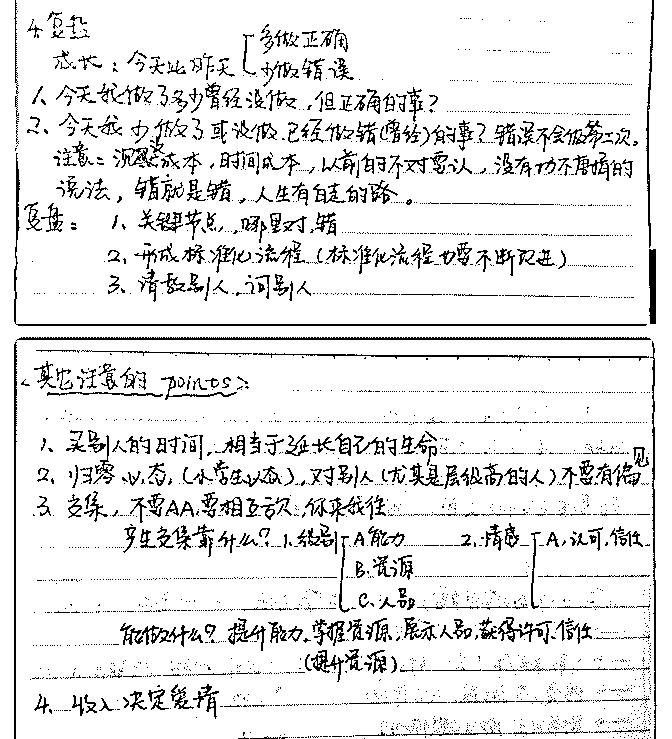 4. 复盘
成长：今天比昨天 多做正确
少做错误
1、今天我做了多少曾经没做，但正确的事？
2、今天我少做了或没做已经做错(曾经)的事？错误不会做第二次。
注意：沉没成本，时间成本，以前的不对要认，没有功不唐捐的
说法，错就是错，人生有自走的路。
复盘：1、关键节点，哪里对，错
2、形成标准化流程（标准化流程也要不断改进）
3、请教别人，问别人
<其它注意的 points>：
1、买别人的时间，相当于延长自己的生命
2、归零心态，(小学生心态)，对别人（尤其是层级高的人）不要有偏见
3、交集，不要AA，要相互亏欠，你来我往
产生交集靠什么？1.级别 A能力 2.情感 A.认可.信任
B.资源
C.人品
能做什么？提升能力，掌握资源，展示人品，获得许可.信任
(提升资源)
4、收入决定爱情